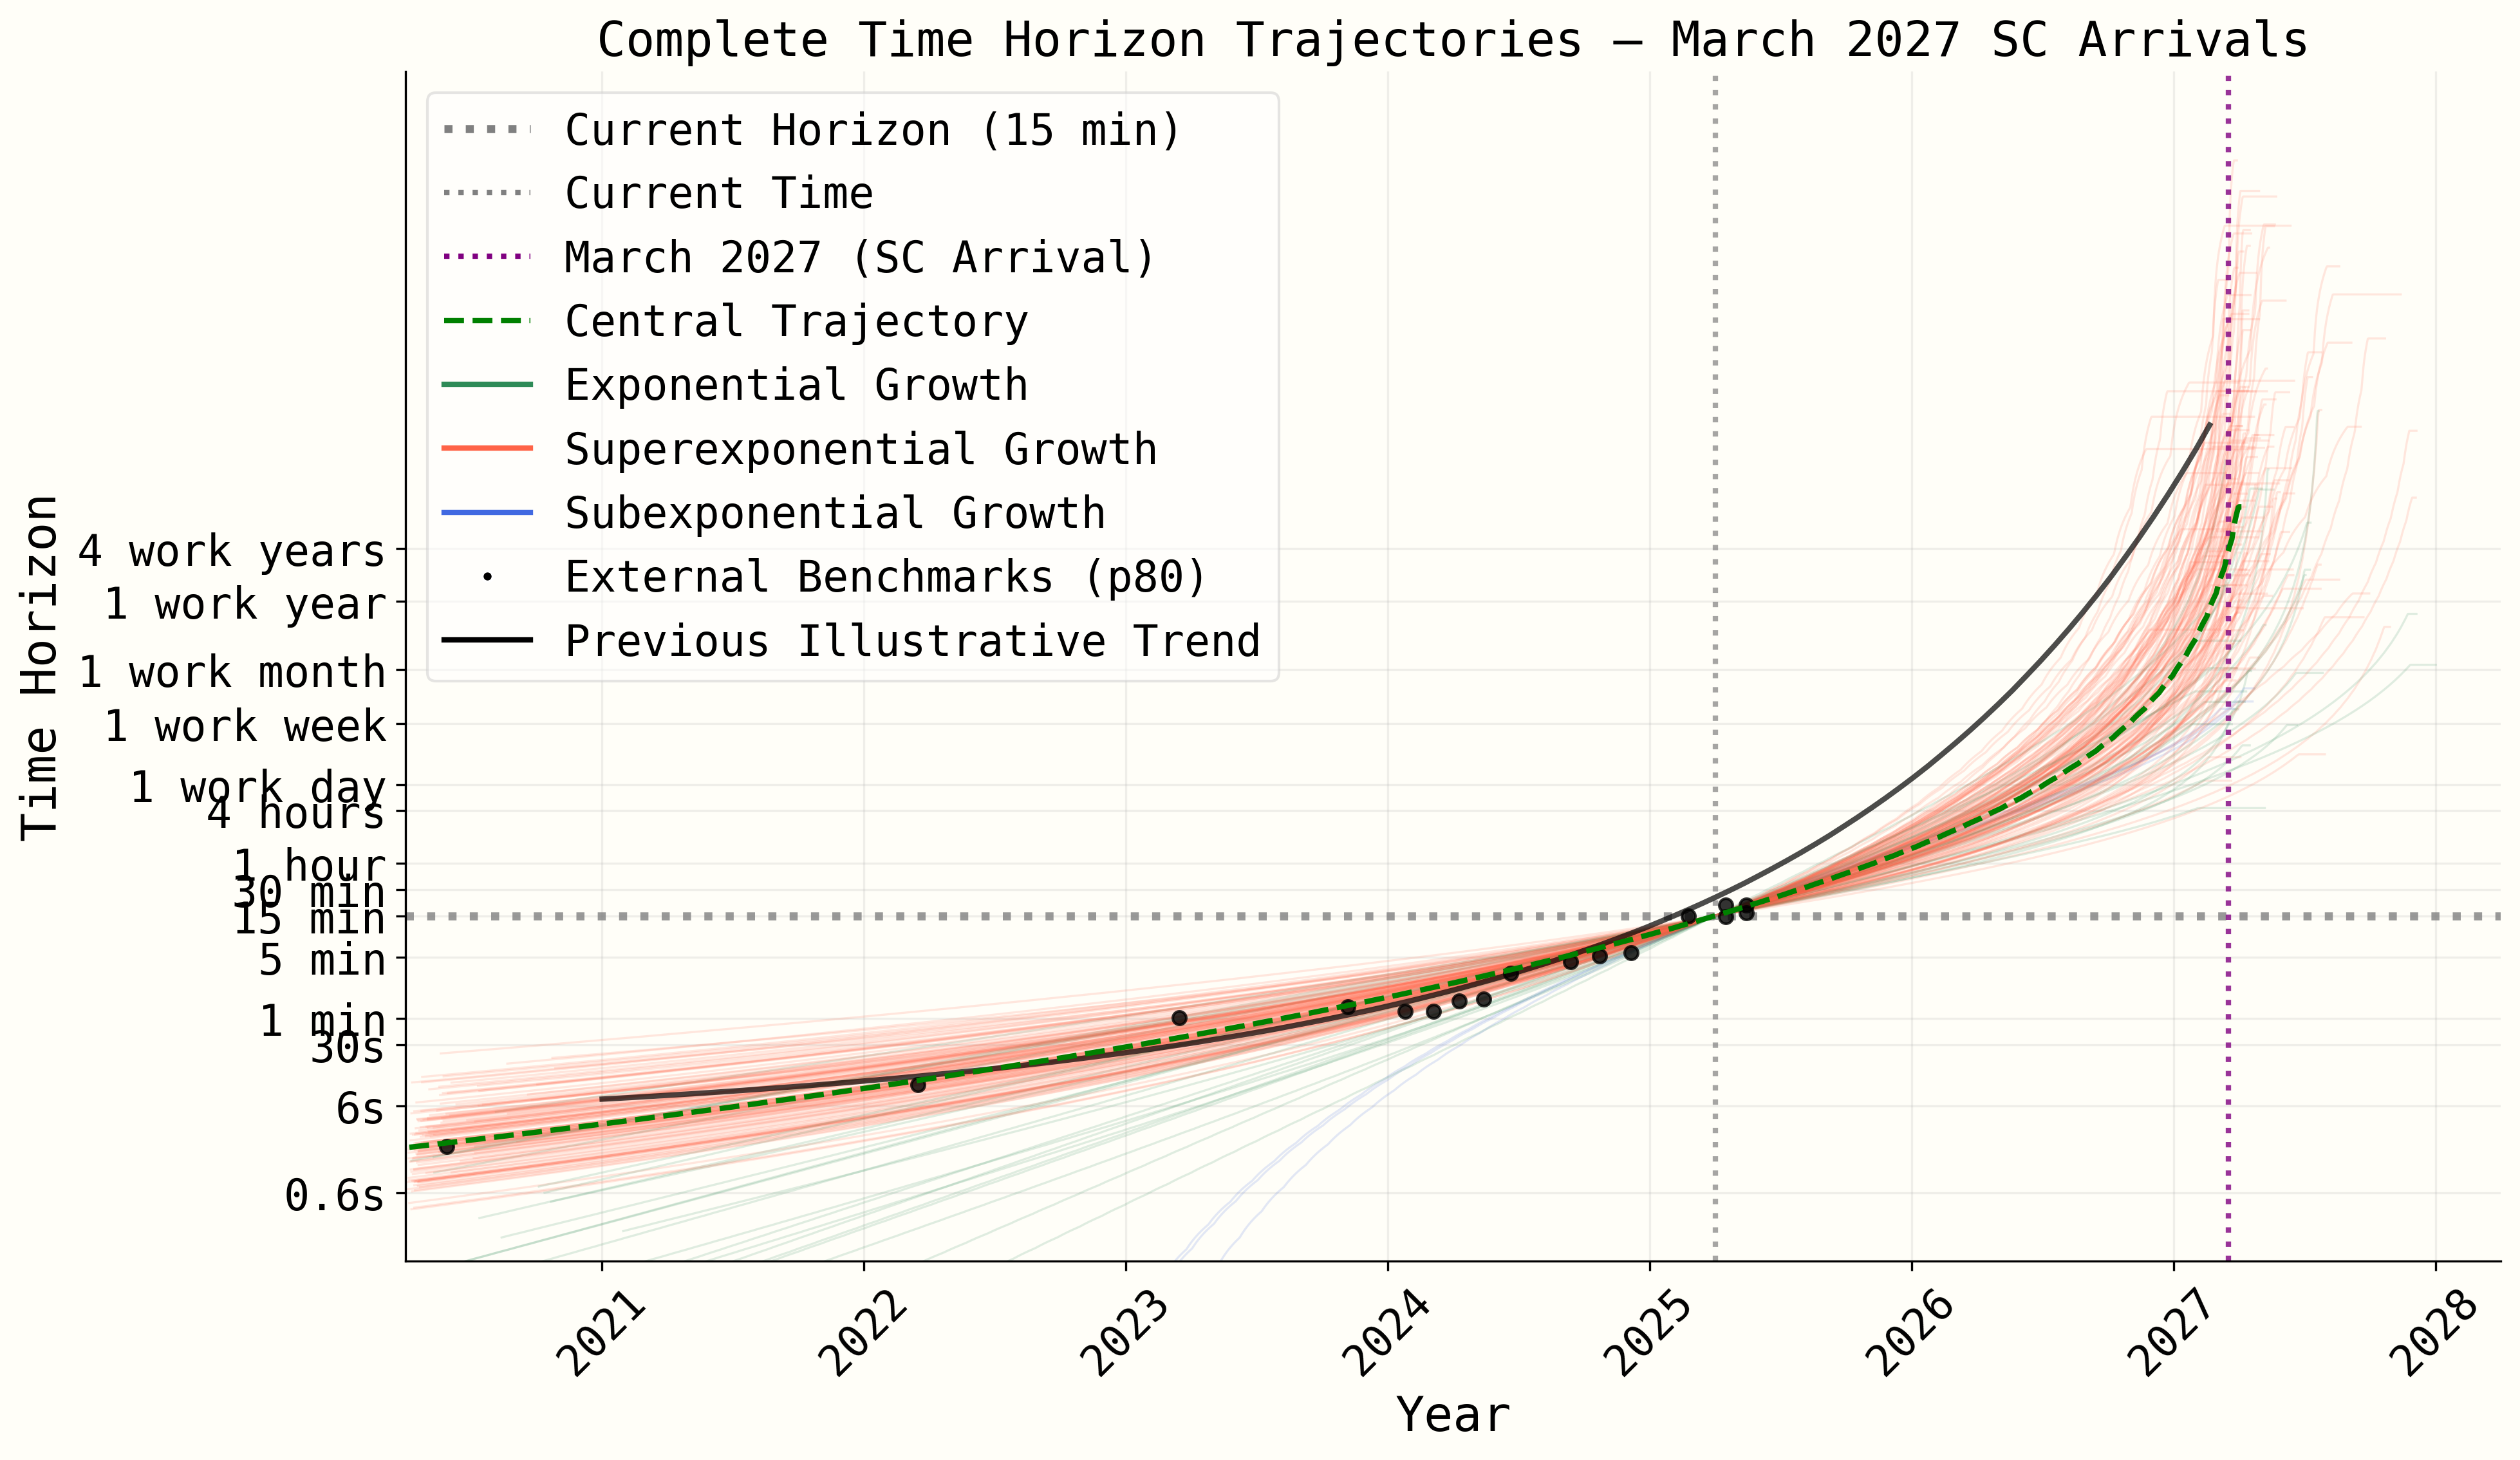 Complete Time Horizon Trajectories — March 2027 SC Arrivals
Current Horizon (15 min)
Current Time
March 2027 (SC Arrival)
Central Trajectory
Exponential Growth
Superexponential Growth
Subexponential Growth
External Benchmarks (p80)
Previous Illustrative Trend
Time Horizon
4 work years
1 work year
1 work month
1 work week
1 work day
4 hours
1 hour
30 min
15 min
5 min
1 min
30s
6s
0.6s
2021
2022
2023
2024
2025
2026
2027
2028
Year